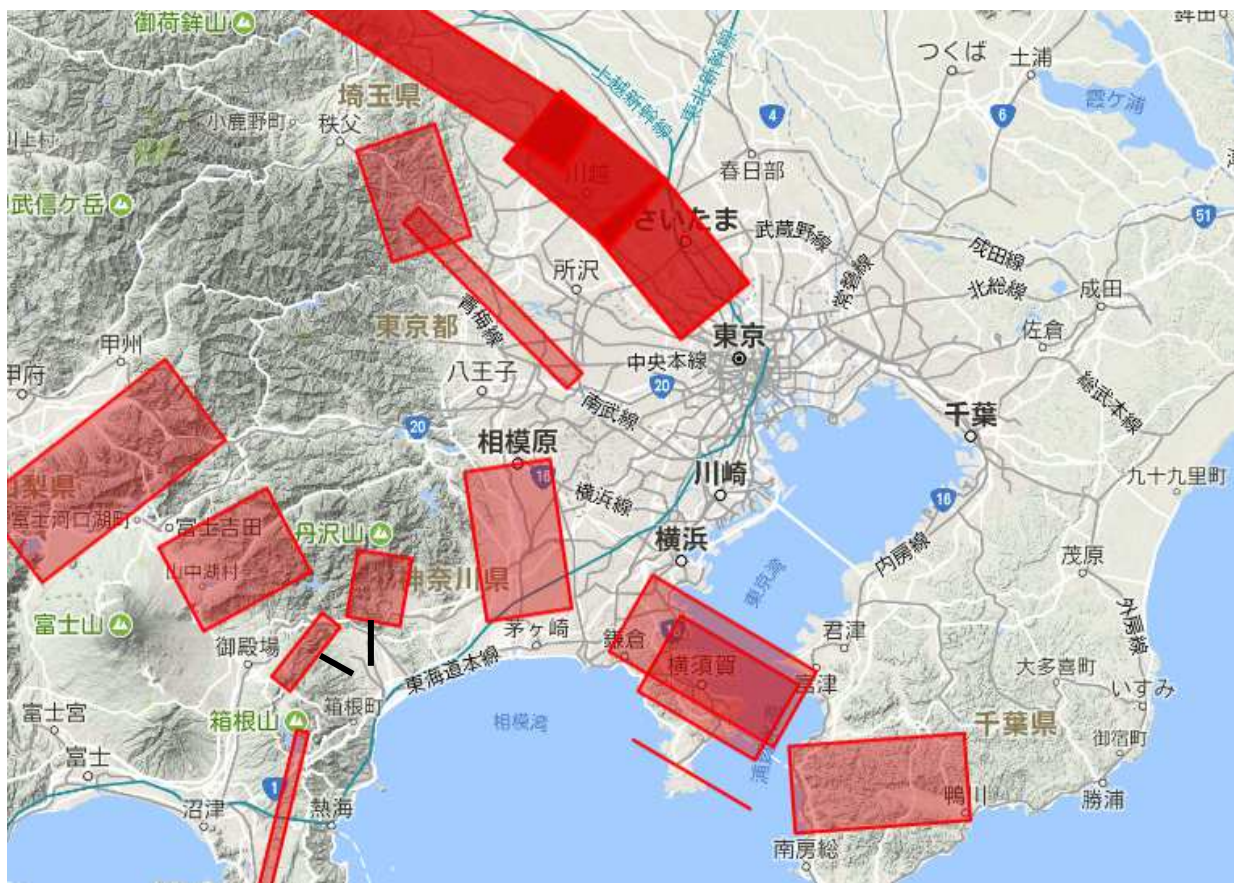 御荷鉾山
鉾田
つくば
土浦
上越新幹線
東北新幹線
埼玉県
霞ケ浦
小鹿野町
秩父
4
6
川上村
川越
春日部
武信ケ岳
さいたま
51
武蔵野線
成田線
所沢
常磐線
北総線
成田
青梅線
東京都
佐倉
東京
甲州
中央本線
甲府
八王子
20
総武本線
南武線
千葉
20
相模原
川崎
九十九里町
16
横浜線
16
梨県
富士河口湖町
富士吉田
丹沢山
横浜
内房線
茂原
山中湖村
神奈川県
東京湾
外房線
富士山
鎌倉
君津
御殿場
茅ヶ崎
大多喜町
東海道本線
横須賀
富津
いすみ
箱根町
富士宮
箱根山
相模湾
千葉県
御宿町
富士
1
鴨川
勝浦
沼津
熱海
南房総